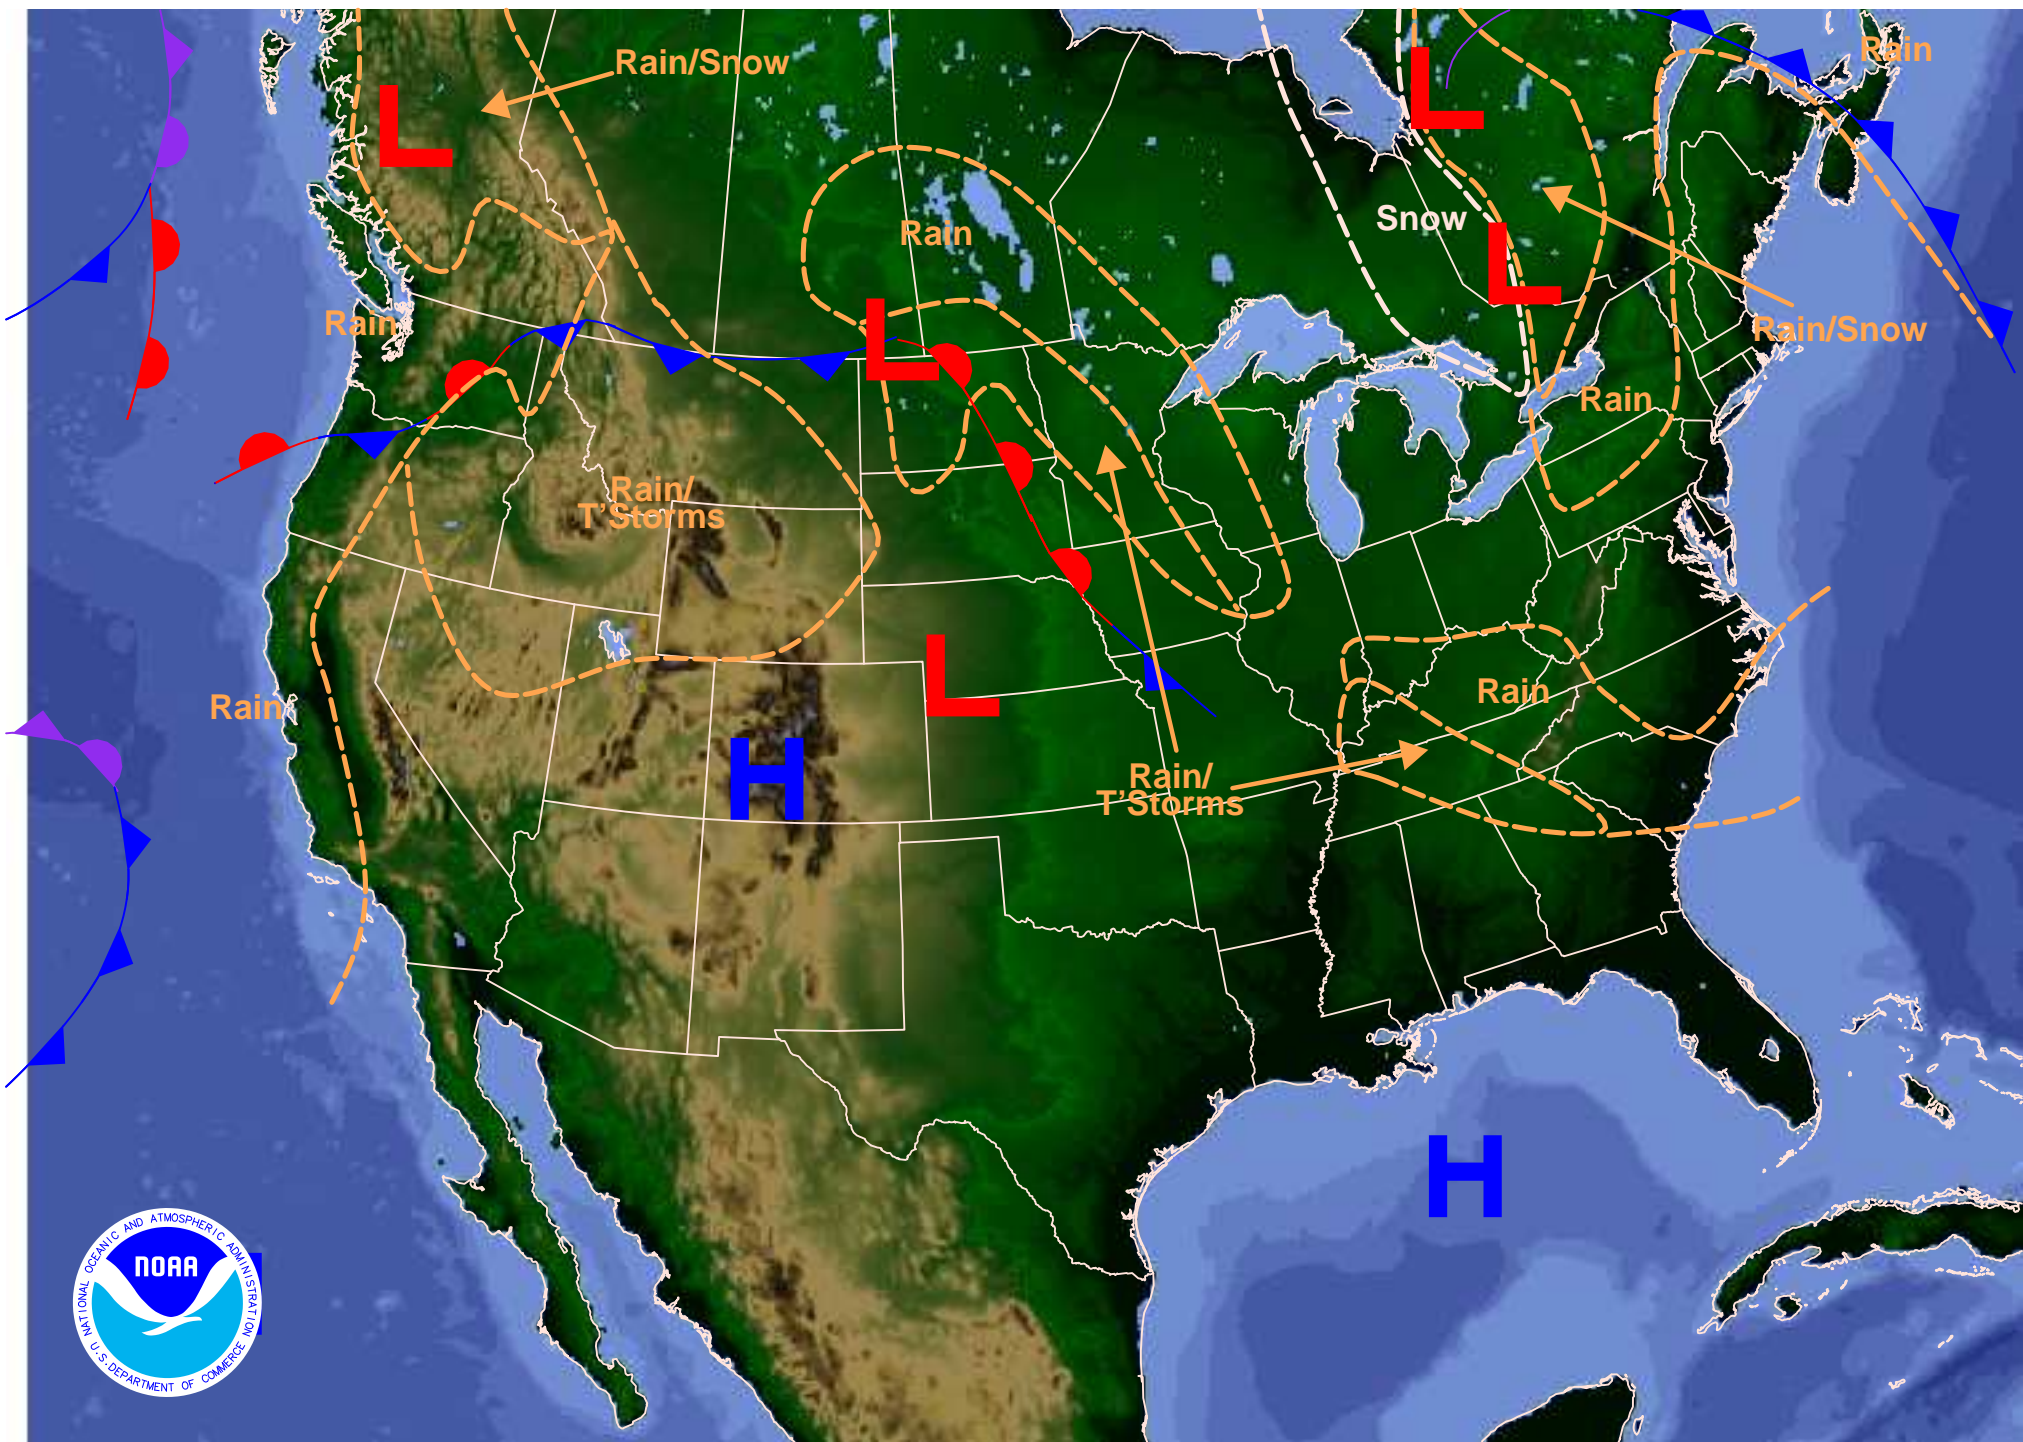 Rain
Rain/Snow
L
L
Snow
Rain
L
Rain
L
Rain/Snow
Rain
Rain/
T'Storms
L
Rain
Rain
H
Rain/
T'Storms
H
NATIONAL OCEANIC AND ATMOSPHERIC ADMINISTRATION
NOAA
U.S. DEPARTMENT OF COMMERCE